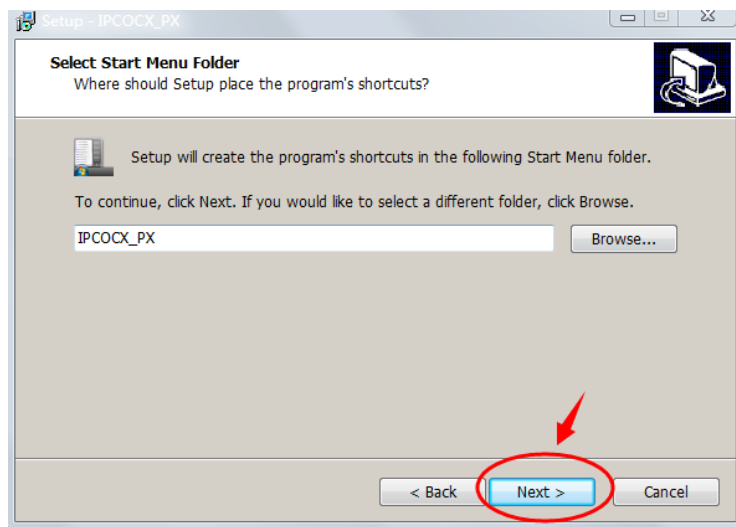 Setup - IPCOCX_PX
Select Start Menu Folder
Where should Setup place the program's shortcuts?
Setup will create the program's shortcuts in the following Start Menu folder.
To continue, click Next. If you would like to select a different folder, click Browse.
IPCOCX_PX
Browse...
< Back
Next >
Cancel